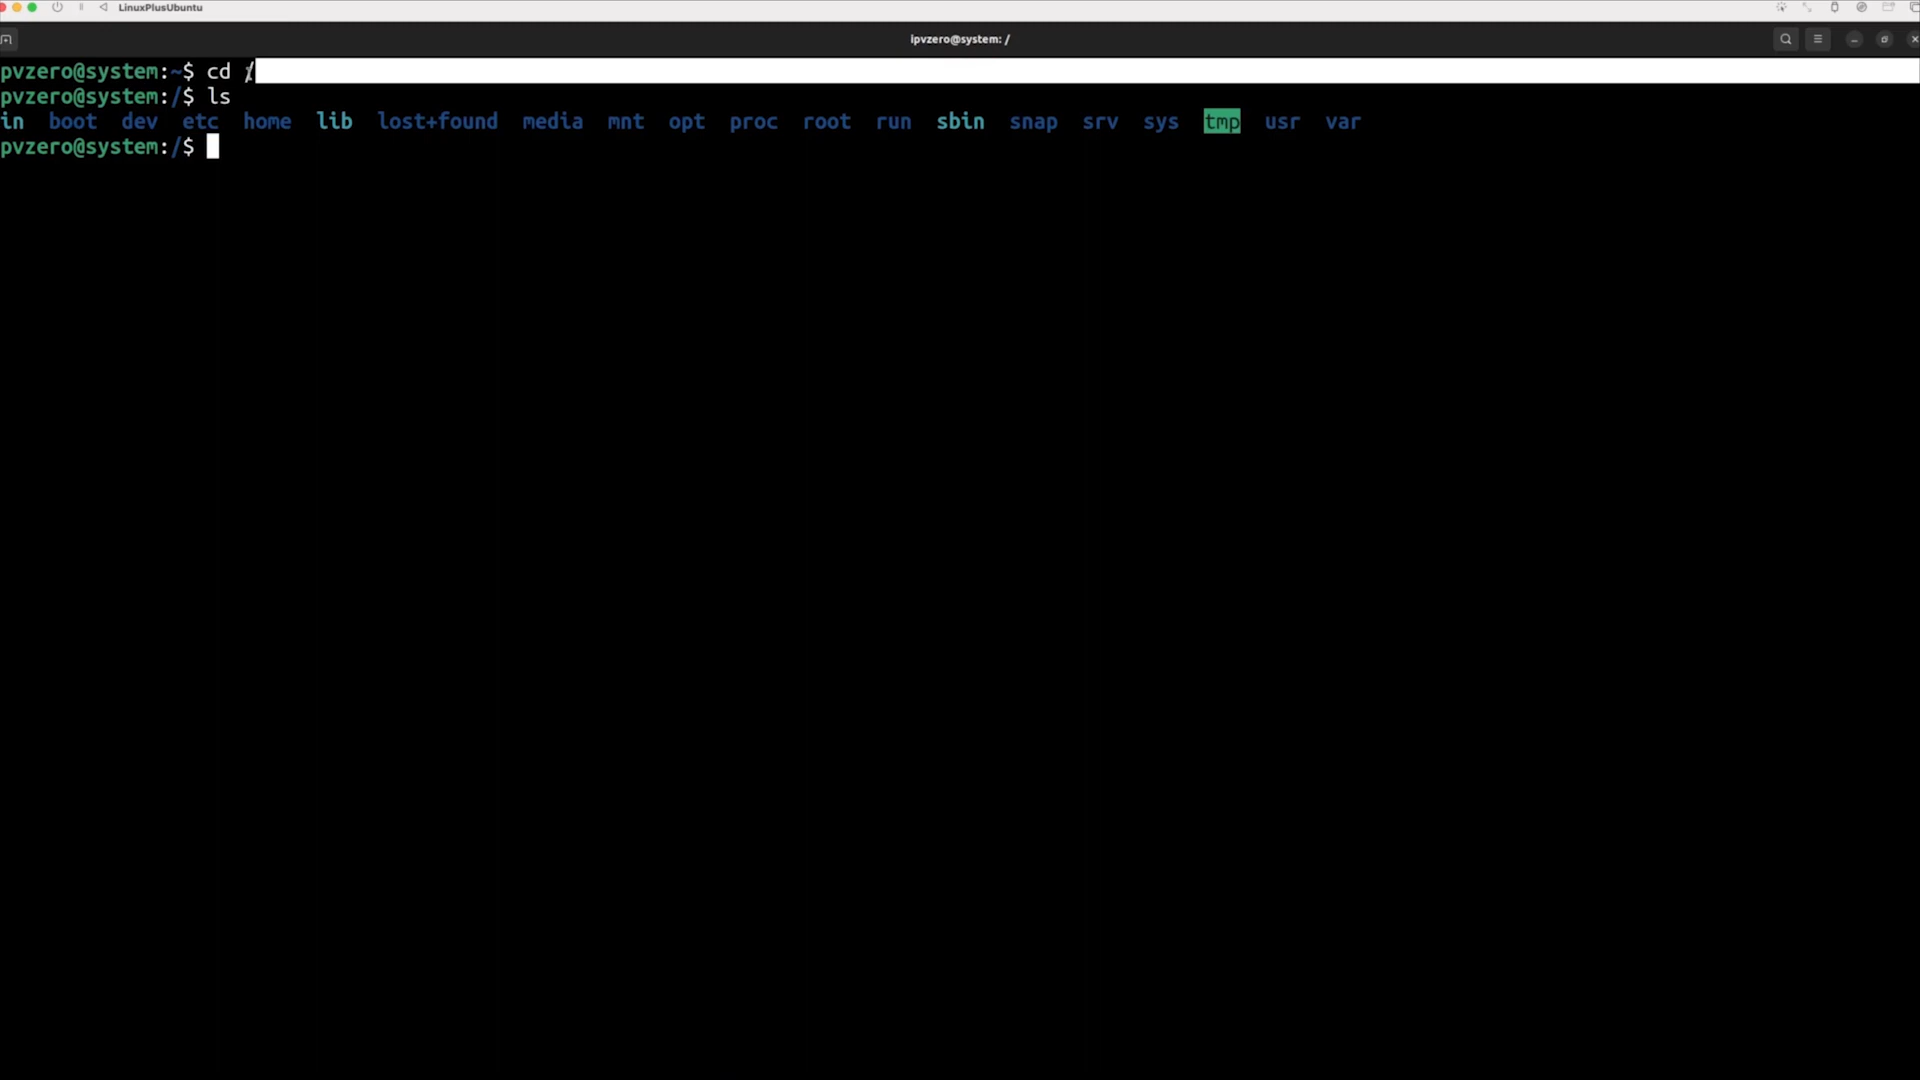 LinuxPlusUbuntu
ipvzero@system: /
pvzero@system:~$ cd /
pvzero@system:/$ ls
in boot dev etc home lib lost+found media mnt opt proc root run sbin snap srv sys tmp usr var
pvzero@system:/$